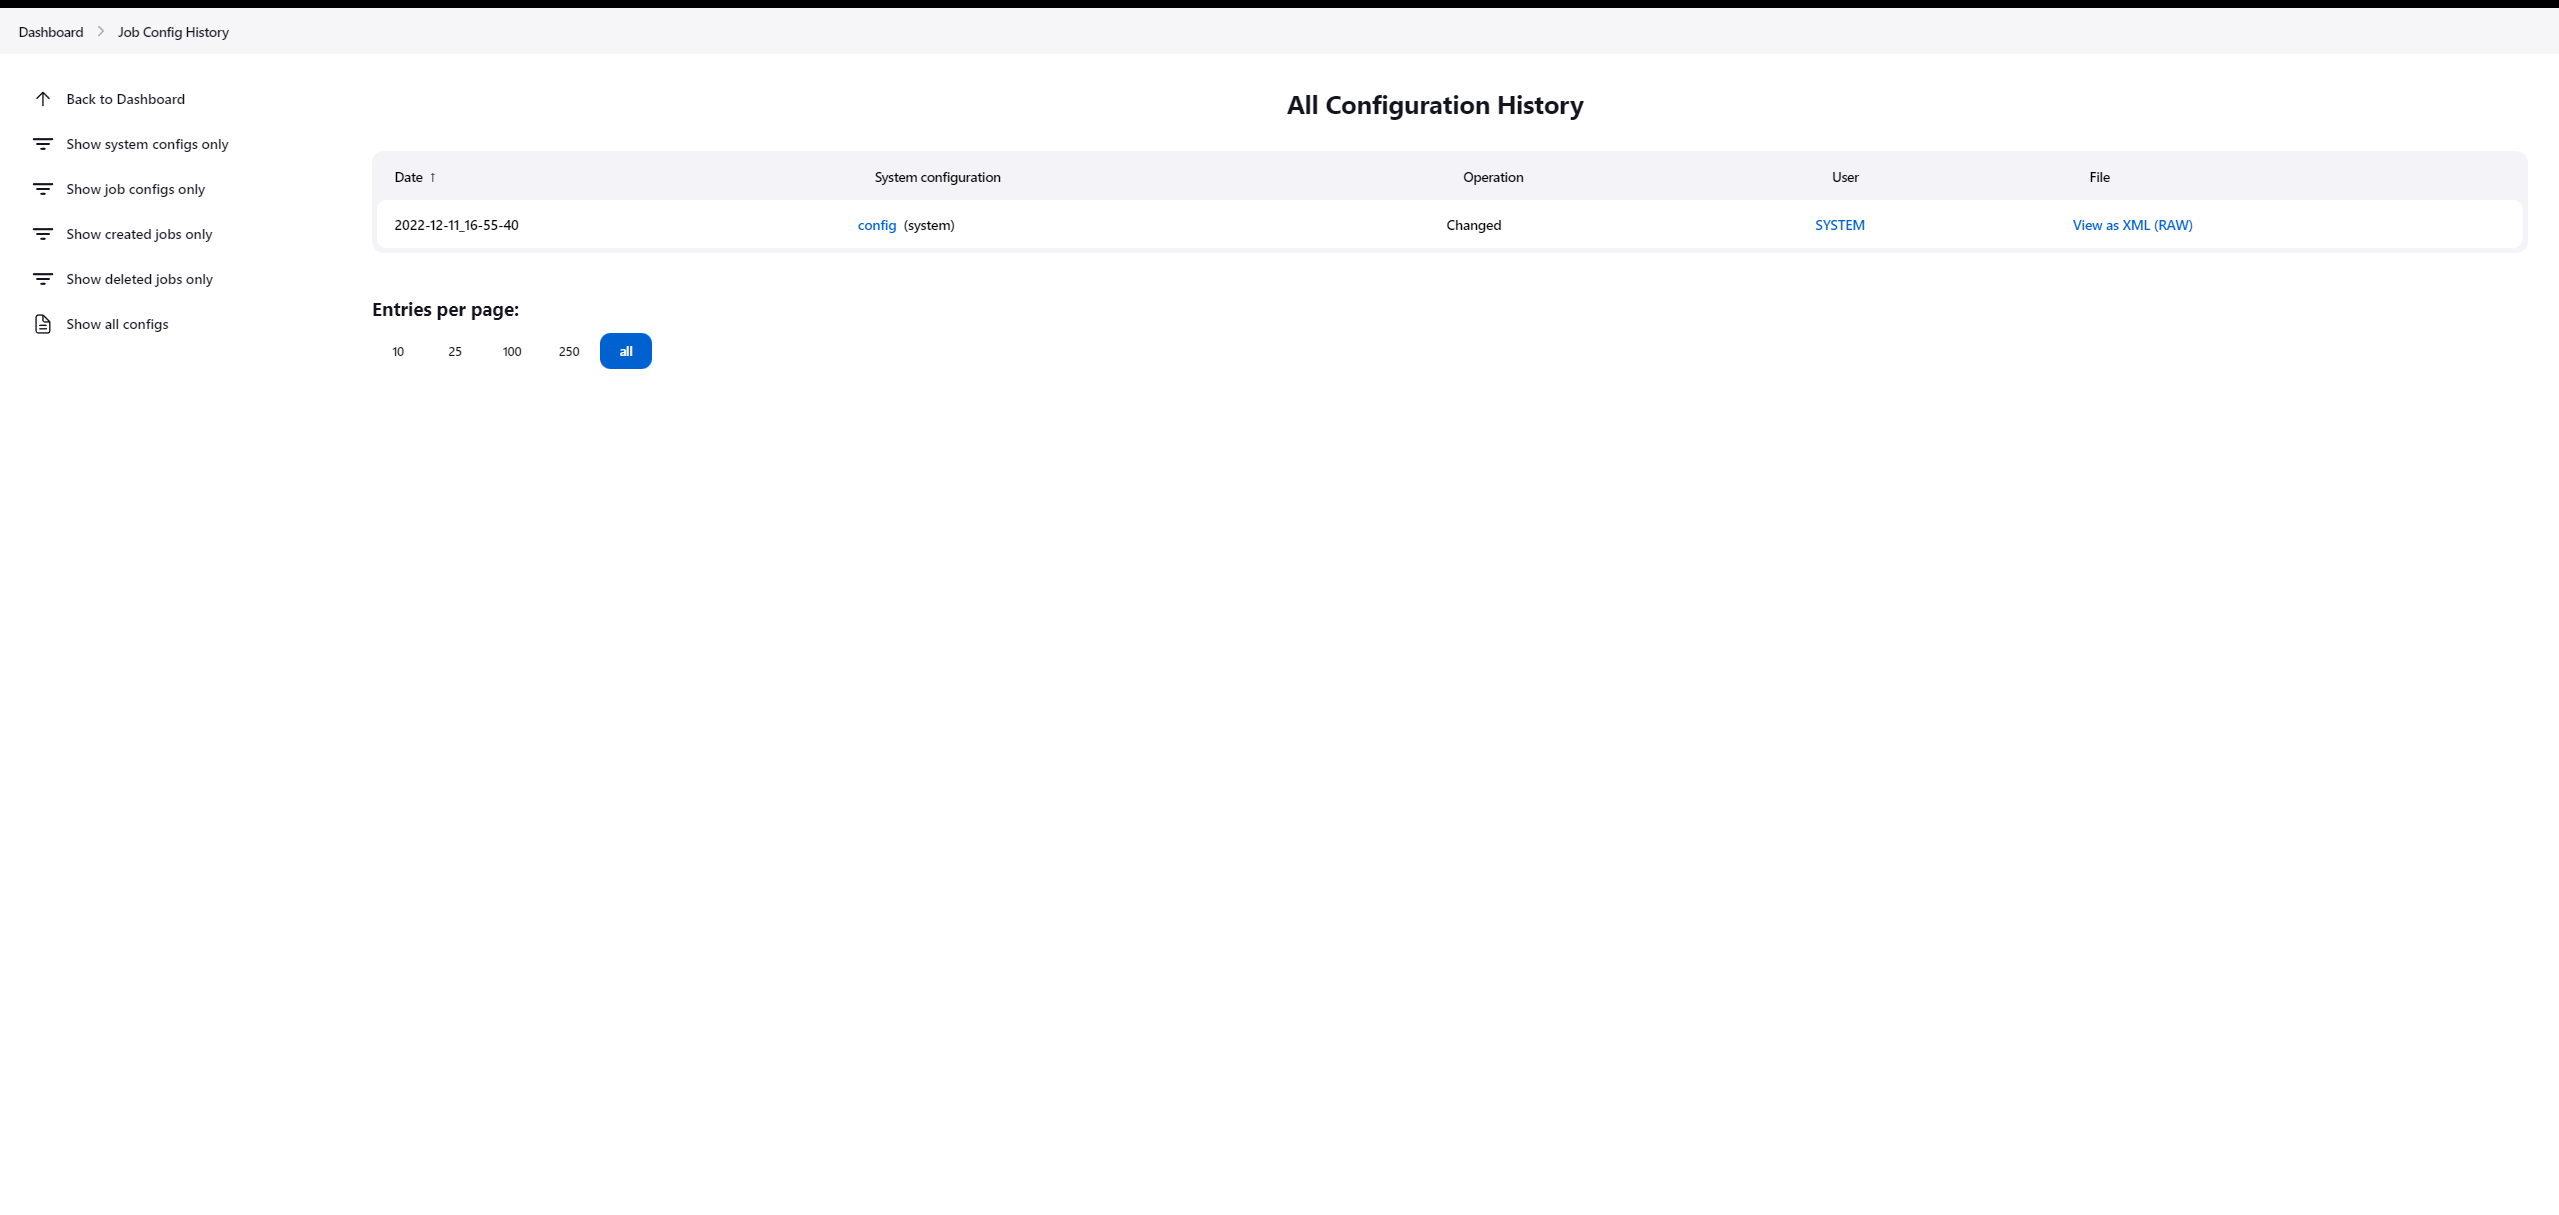 Dashboard > Job Config History
Back to Dashboard
Show system configs only
Show job configs only
Show created jobs only
Show deleted jobs only
Show all configs
All Configuration History
Date ↑ System configuration Operation User File
2022-12-11_16-55-40 config (system) Changed SYSTEM View as XML (RAW)
Entries per page:
10 25 100 250 all